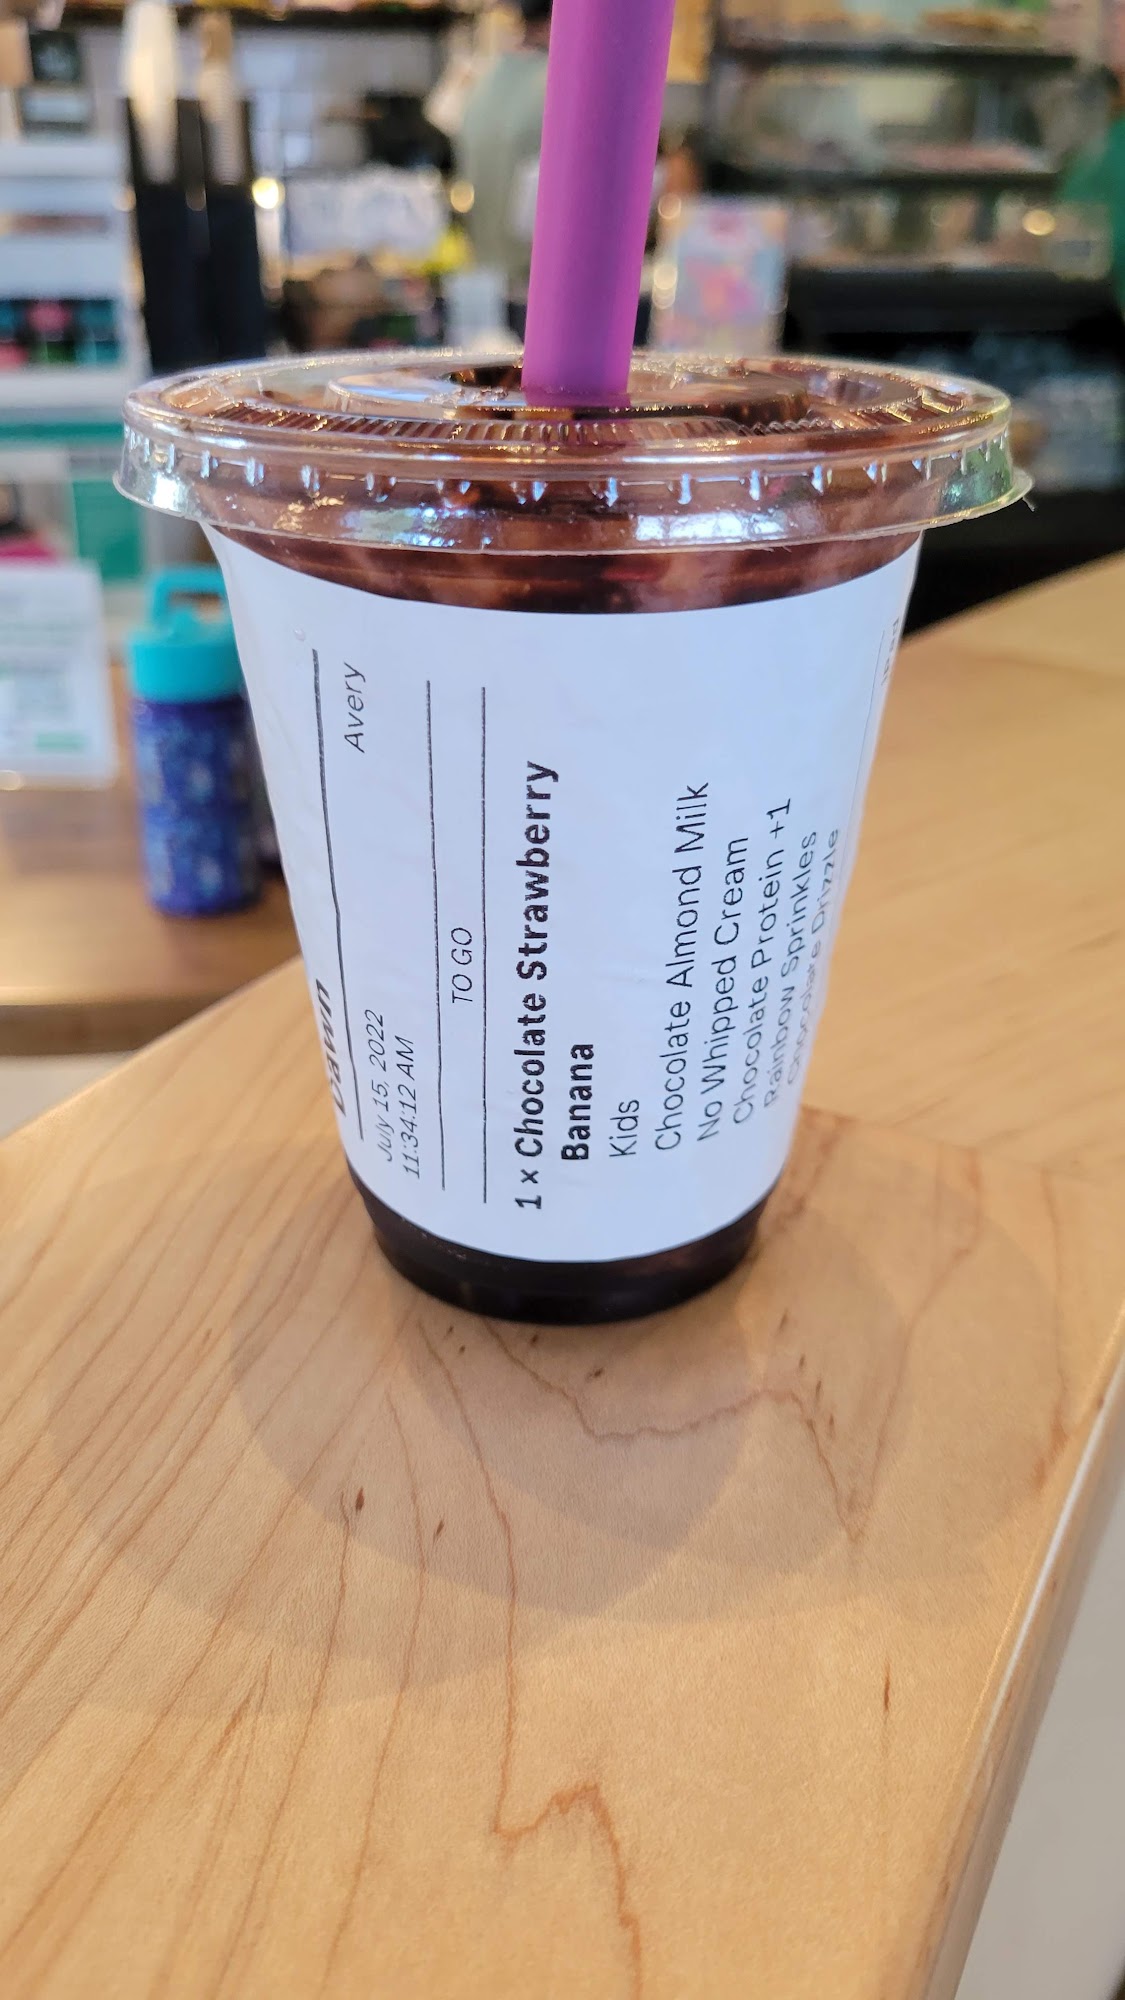 Dawn
Avery
July 15, 2022
11:34:12 AM
TO GO
1 × Chocolate Strawberry
Banana
Kids
Chocolate Almond Milk
No Whipped Cream
Chocolate Protein +1
Rainbow Sprinkles
Chocolate Drizzle